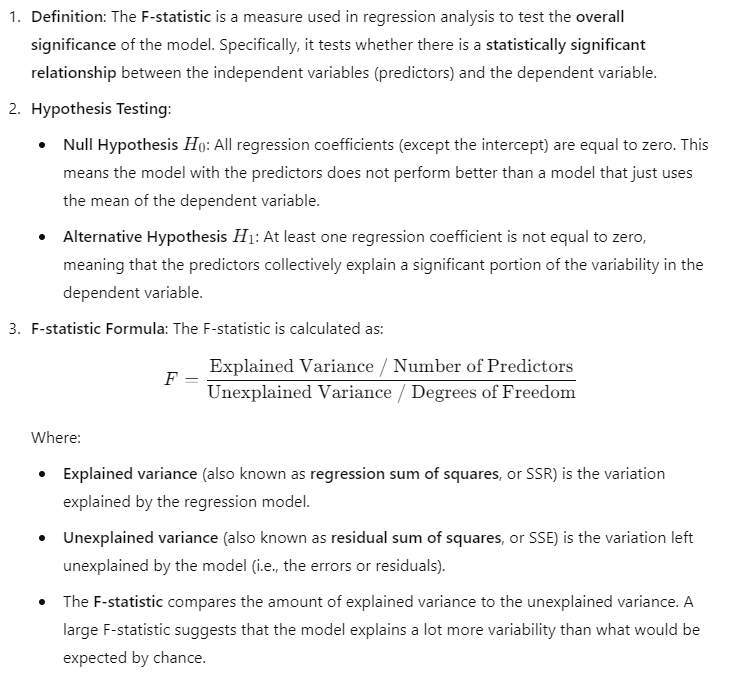 1. Definition: The F-statistic is a measure used in regression analysis to test the overall
significance of the model. Specifically, it tests whether there is a statistically significant
relationship between the independent variables (predictors) and the dependent variable.
2. Hypothesis Testing:
• Null Hypothesis H₀: All regression coefficients (except the intercept) are equal to zero. This
means the model with the predictors does not perform better than a model that just uses
the mean of the dependent variable.
• Alternative Hypothesis H₁: At least one regression coefficient is not equal to zero,
meaning that the predictors collectively explain a significant portion of the variability in the
dependent variable.
3. F-statistic Formula: The F-statistic is calculated as:
F =
Explained Variance / Number of Predictors
Unexplained Variance / Degrees of Freedom
Where:
• Explained variance (also known as regression sum of squares, or SSR) is the variation
explained by the regression model.
• Unexplained variance (also known as residual sum of squares, or SSE) is the variation left
unexplained by the model (i.e., the errors or residuals).
• The F-statistic compares the amount of explained variance to the unexplained variance. A
large F-statistic suggests that the model explains a lot more variability than what would be
expected by chance.